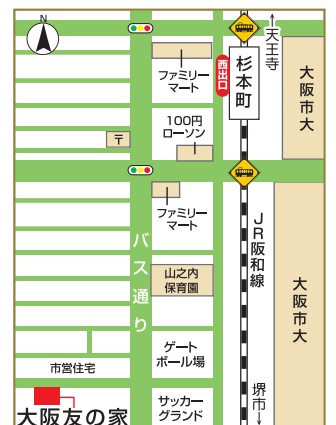 N
ファミリー
マート
西出口
杉本町
↑天王寺
大阪市大
100円
ローソン
〒
ファミリー
マート
バス通り
JR阪和線
山之内
保育園
大阪市大
ゲート
ボール場
市営住宅
大阪友の家
サッカー
グランド
堺市↓